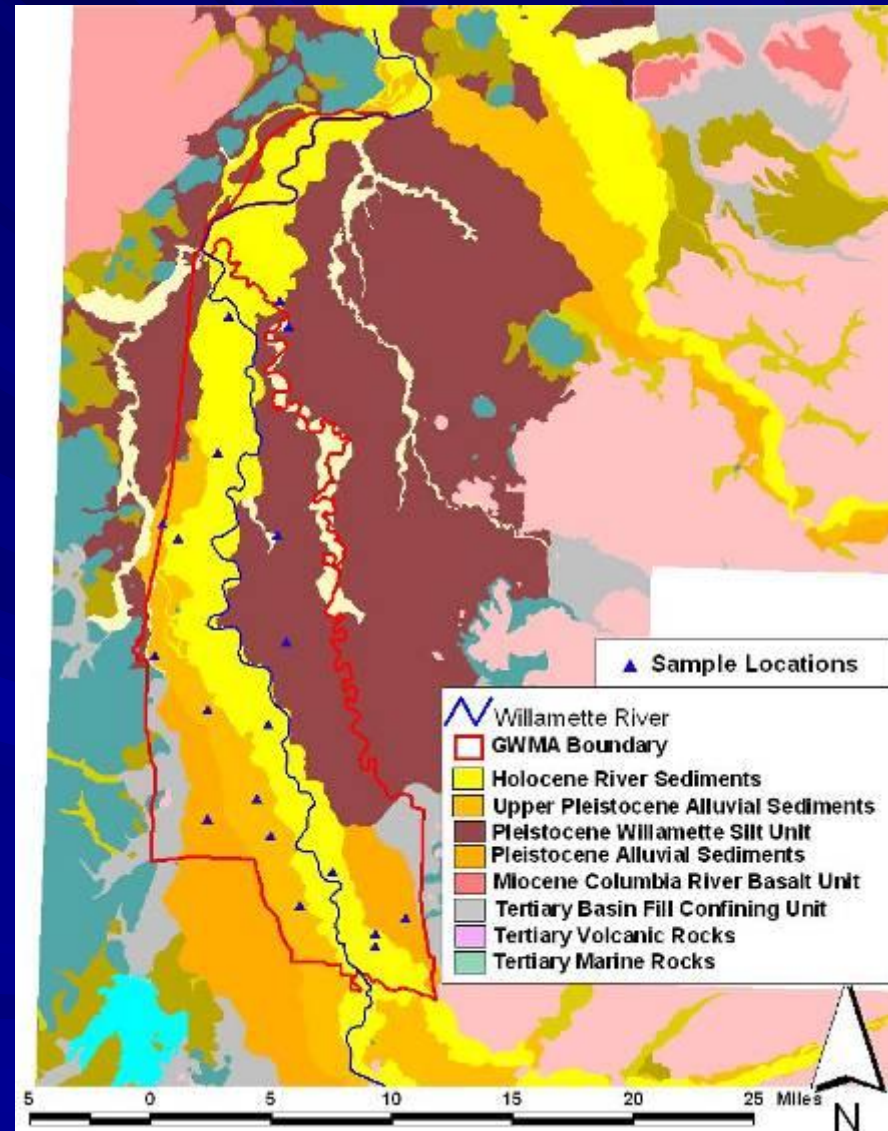 Sample Locations
Willamette River
GWMA Boundary
Holocene River Sediments
Upper Pleistocene Alluvial Sediments
Pleistocene Willamette Silt Unit
Pleistocene Alluvial Sediments
Miocene Columbia River Basalt Unit
Tertiary Basin Fill Confining Unit
Tertiary Volcanic Rocks
Tertiary Marine Rocks
5 0 5 10 15 20 25 Miles
N